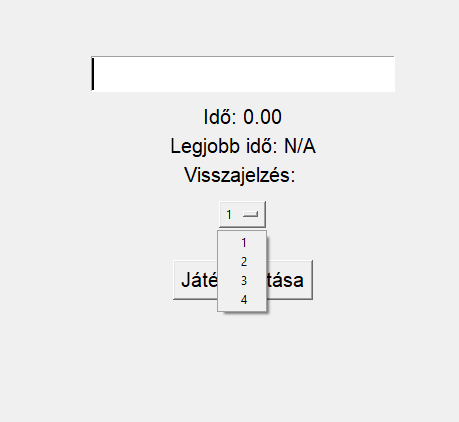 Idő: 0.00
Legjobb idő: N/A
Visszajelzés:
1
1
2
3
4
Játé tása